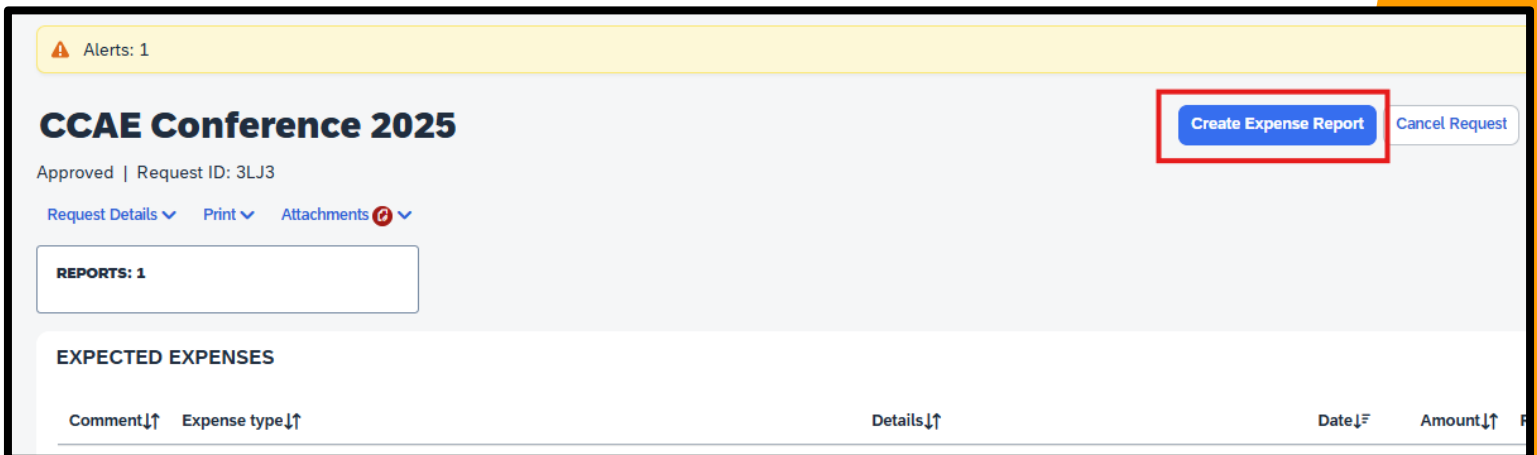 Alerts: 1
CCAE Conference 2025
Create Expense Report
Cancel Request
Approved | Request ID: 3LJ3
Request Details
Print
Attachments
REPORTS: 1
EXPECTED EXPENSES
Comment Expense type Details Date Amount